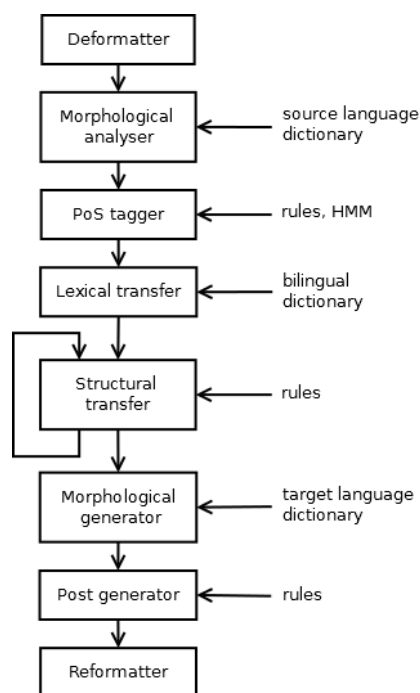 Deformatter
Morphological
analyser
source language
dictionary
PoS tagger
rules, HMM
Lexical transfer
bilingual
dictionary
Structural
transfer
rules
Morphological
generator
target language
dictionary
Post generator
rules
Reformatter